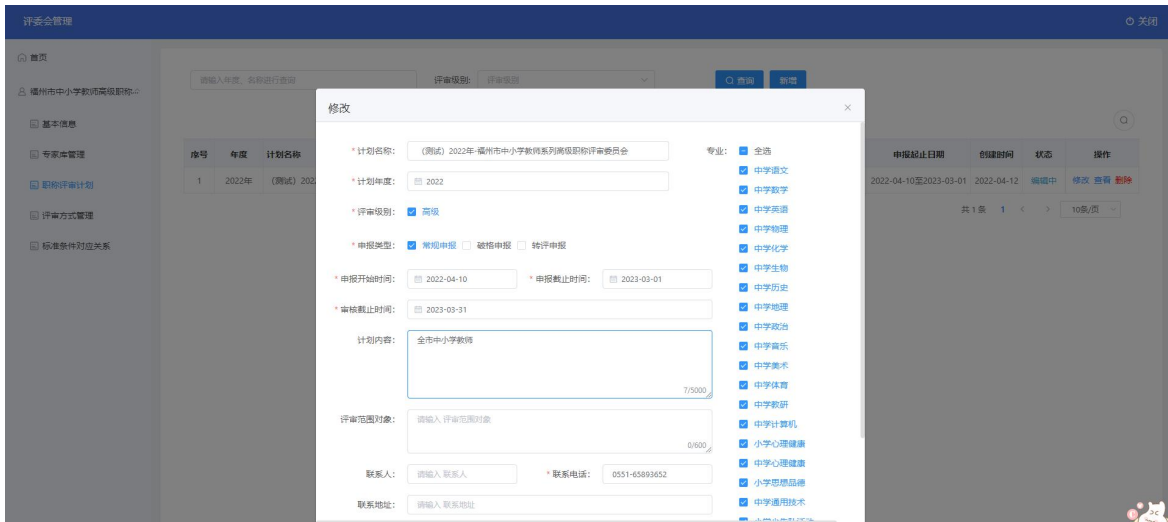 评委会管理
关闭
首页
福州市中小学教师高级职称...
基本信息
专家库管理
职称评审计划
评审方式管理
标准条件对应关系
请输入年度、名称进行查询
评审级别: 评审级别
查询 新增
序号 年度 计划名称 申报起止日期 创建时间 状态 操作
1 2022年 (测试) 202 2022-04-10至2023-03-01 2022-04-12 编辑中 修改 查看 删除
共1条 1 10条/页
修改
* 计划名称: (测试) 2022年-福州市中小学教师系列高级职称评审委员会
* 计划年度: 2022
* 评审级别: 高级
* 申报类型: 常规申报 破格申报 转评申报
* 申报开始时间: 2022-04-10 * 申报截止时间: 2023-03-01
* 审核截止时间: 2023-03-31
计划内容: 全市中小学教师
7/5000
评审范围对象: 请输入 评审范围对象
0/600
联系人: 请输入 联系人 * 联系电话: 0551-65893652
联系地址: 请输入 联系地址
专业: 全选
中学语文
中学数学
中学英语
中学物理
中学化学
中学生物
中学历史
中学地理
中学政治
中学音乐
中学美术
中学体育
中学教研
中学计算机
小学心理健康
中学心理健康
小学思想品德
中学通用技术